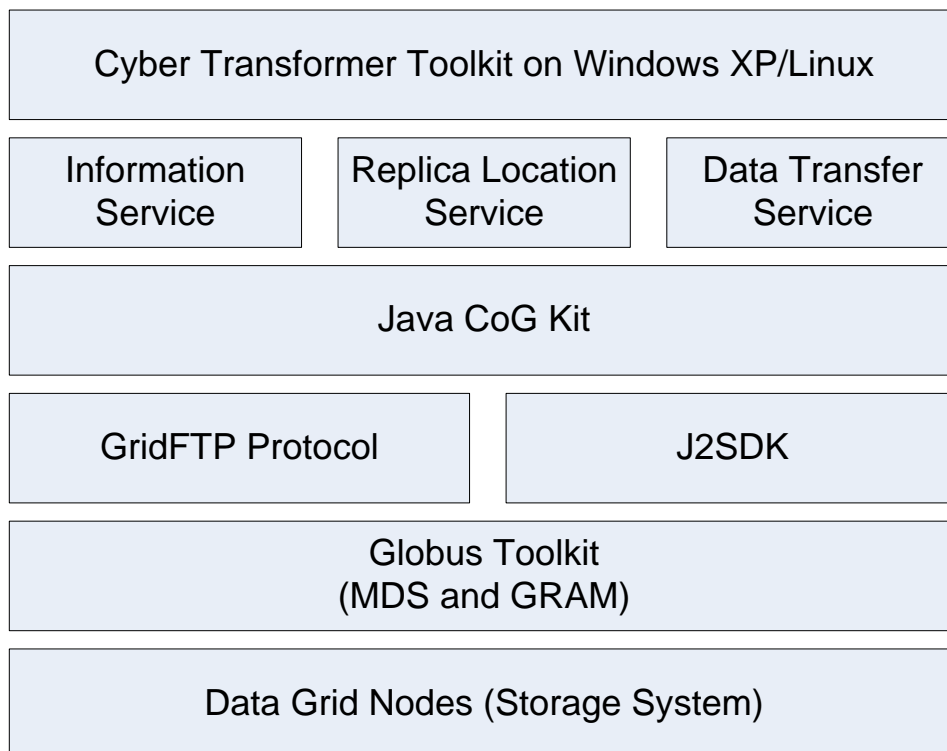 Cyber Transformer Toolkit on Windows XP/Linux
Information
Service
Replica Location
Service
Data Transfer
Service
Java CoG Kit
GridFTP Protocol
J2SDK
Globus Toolkit
(MDS and GRAM)
Data Grid Nodes (Storage System)